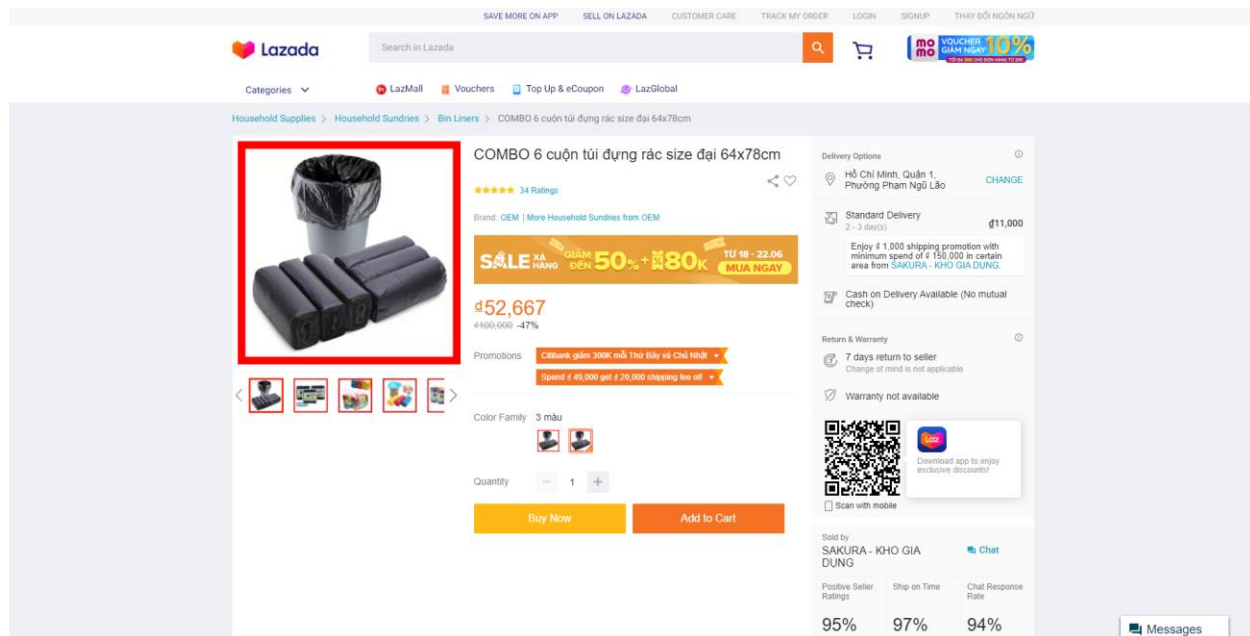 SAVE MORE ON APP SELL ON LAZADA CUSTOMER CARE TRACK MY ORDER LOGIN SIGNUP THAY ĐỔI NGÔN NGỮ
Lazada
Search in Lazada
mo mo
VOUCHER
GIẢM NGAY 10%
Categories
LazMall Vouchers Top Up & eCoupon LazGlobal
Household Supplies > Household Sundries > Bin Liners > COMBO 6 cuộn túi đựng rác size đại 64x78cm
COMBO 6 cuộn túi đựng rác size đại 64x78cm
34 Ratings
Brand: OEM | More Household Sundries from OEM
SALE XẢ HÀNG GIẢM ĐẾN 50% + 80K TỪ 18 - 22.06
MUA NGAY
₫52,667
₫100,000 -47%
Promotions
Citibank giảm 300K mỗi Thứ Bảy và Chủ Nhật
Spend ₫ 49,000 get ₫ 20,000 shipping fee off
Color Family 3 màu
Quantity − 1 +
Buy Now Add to Cart
Delivery Options
Hồ Chí Minh, Quận 1,
Phường Phạm Ngũ Lão
CHANGE
Standard Delivery
2 - 3 day(s)
₫11,000
Enjoy ₫ 1,000 shipping promotion with
minimum spend of ₫ 150,000 in certain
area from SAKURA - KHO GIA DỤNG.
Cash on Delivery Available (No mutual
check)
Return & Warranty
7 days return to seller
Change of mind is not applicable
Warranty not available
Laz
Download app to enjoy
exclusive discounts!
Scan with mobile
Sold by
SAKURA - KHO GIA
DỤNG
Chat
Positive Seller
Ratings
Ship on Time
Chat Response
Rate
95% 97% 94%
Messages